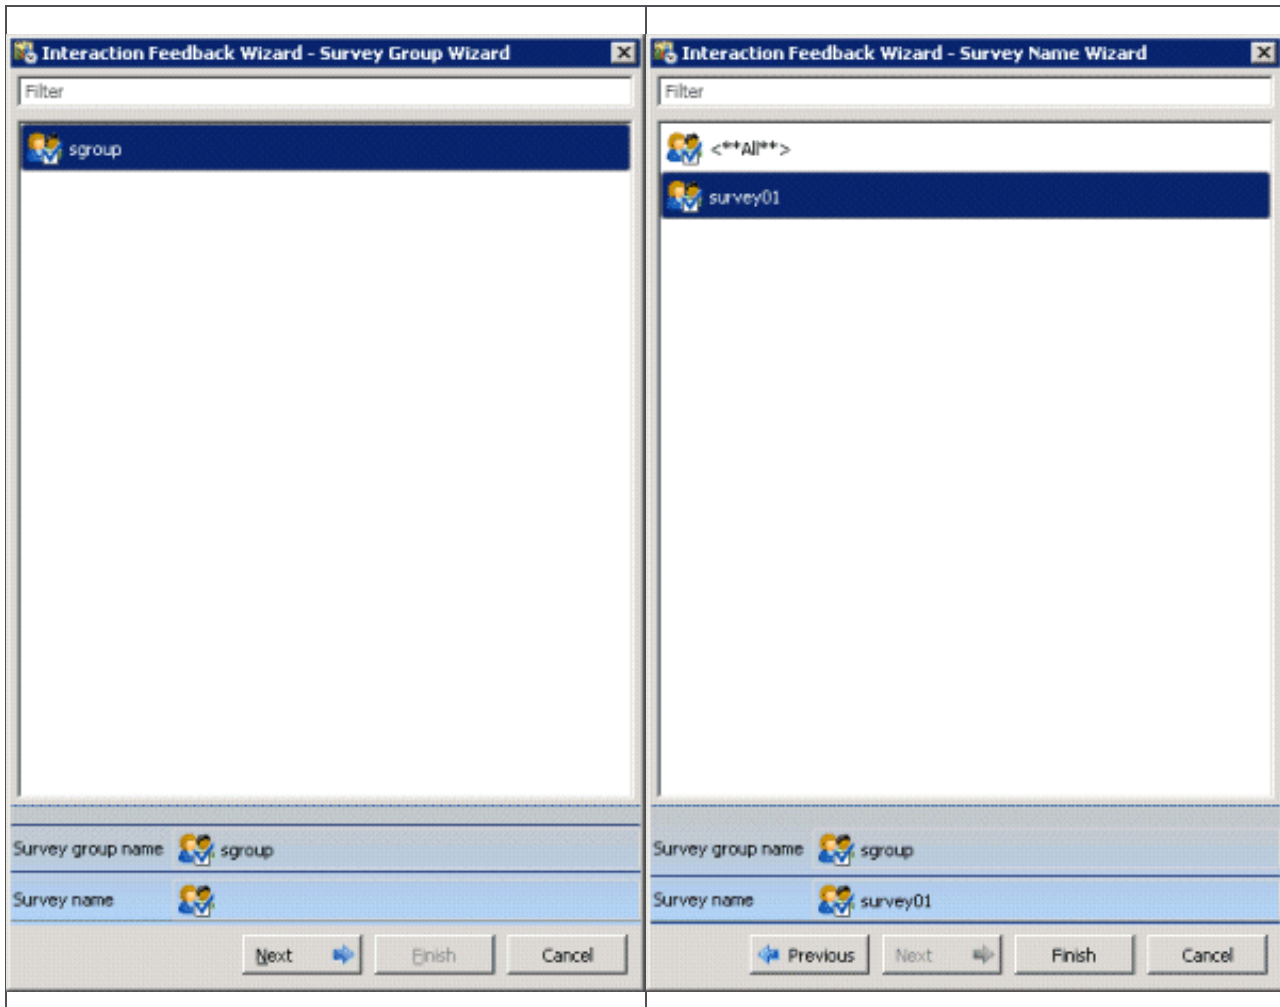 Interaction Feedback Wizard - Survey Group Wizard
Filter
sgroup
Survey group name sgroup
Survey name
Next Finish Cancel
Interaction Feedback Wizard - Survey Name Wizard
Filter
<**All**>
survey01
Survey group name sgroup
Survey name survey01
Previous Next Finish Cancel